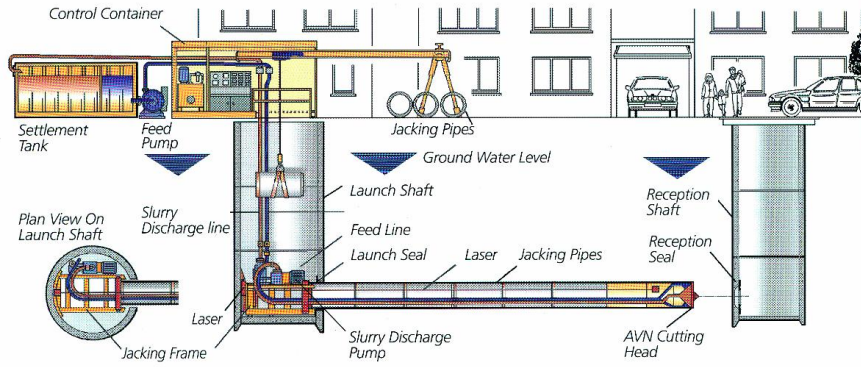 Control Container
Settlement
Tank
Feed
Pump
Jacking Pipes
Ground Water Level
Launch Shaft
Reception
Shaft
Plan View On
Launch Shaft
Slurry
Discharge line
Feed Line
Reception
Seal
Launch Seal
Laser
Jacking Pipes
Laser
Slurry Discharge
Pump
AVN Cutting
Head
Jacking Frame